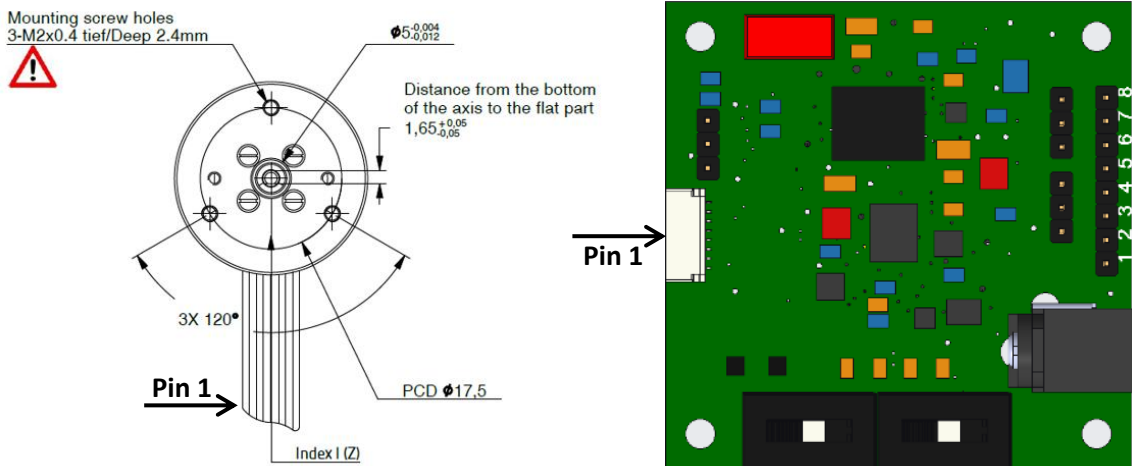 Mounting screw holes
3-M2x0.4 tief/Deep 2.4mm
ϕ5-0,004
-0,012
Distance from the bottom
of the axis to the flat part
1,65+0,05
-0,05
3X 120°
Pin 1
PCD ϕ17,5
Index I (Z)
Pin 1
8
7
6
5
4
3
2
1